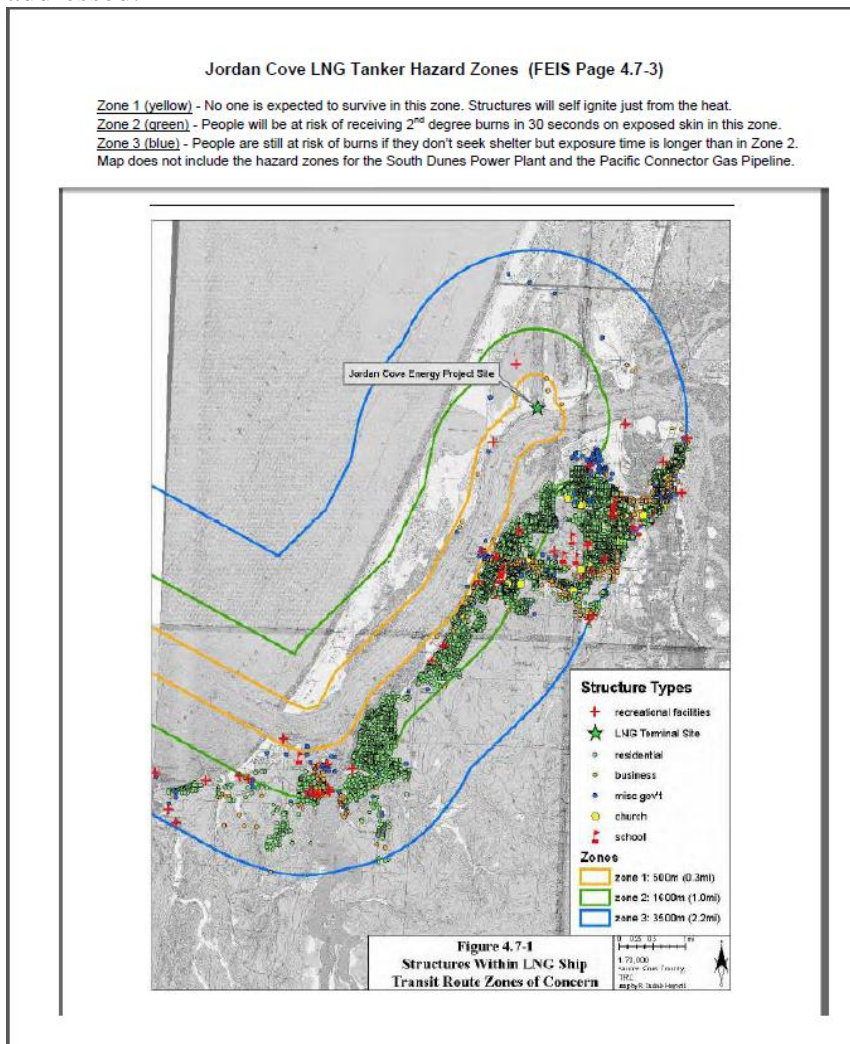 Jordan Cove LNG Tanker Hazard Zones (FEIS Page 4.7-3)
Zone 1 (yellow) - No one is expected to survive in this zone. Structures will self ignite just from the heat.
Zone 2 (green) - People will be at risk of receiving 2nd degree burns in 30 seconds on exposed skin in this zone.
Zone 3 (blue) - People are still at risk of burns if they don't seek shelter but exposure time is longer than in Zone 2.
Map does not include the hazard zones for the South Dunes Power Plant and the Pacific Connector Gas Pipeline.
Jordan Cove Energy Project Site
Structure Types
recreational facilities
LNG Terminal Site
residential
business
misc gov't
church
school
Zones
zone 1: 500m (0.3mi)
zone 2: 1600m (1.0mi)
zone 3: 3500m (2.2mi)
Figure 4.7-1
Structures Within LNG Ship
Transit Route Zones of Concern
0 0.25 0.5 1 mi